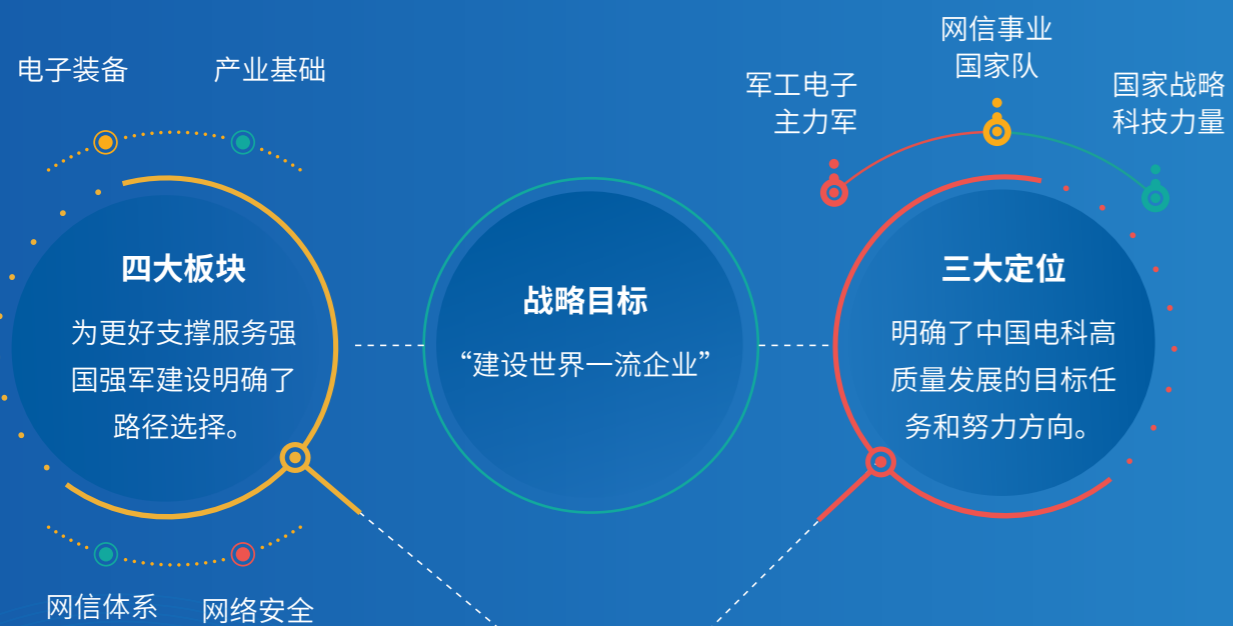 电子装备
产业基础
四大板块
为更好支撑服务强
国强军建设明确了
路径选择。
网信体系
网络安全
战略目标
“建设世界一流企业”
军工电子
主力军
网信事业
国家队
国家战略
科技力量
三大定位
明确了中国电科高
质量发展的目标任
务和努力方向。